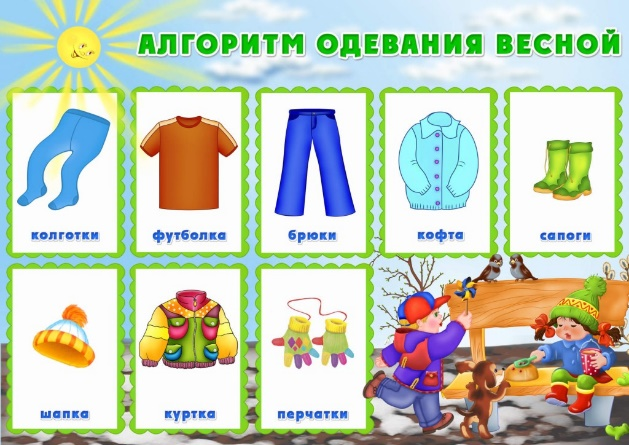 АЛГОРИТМ ОДЕВАНИЯ ВЕСНОЙ
колготки
футболка
брюки
кофта
сапоги
шапка
куртка
перчатки